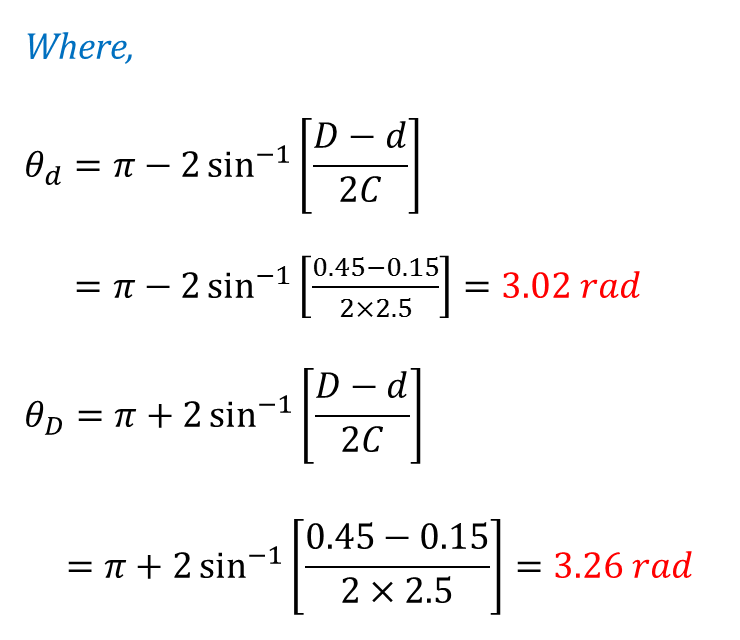 Where,
θ_d = π − 2 sin⁻¹ [(D − d)/(2C)]
= π − 2 sin⁻¹ [(0.45−0.15)/(2×2.5)] = 3.02 rad
θ_D = π + 2 sin⁻¹ [(D − d)/(2C)]
= π + 2 sin⁻¹ [(0.45 − 0.15)/(2 × 2.5)] = 3.26 rad